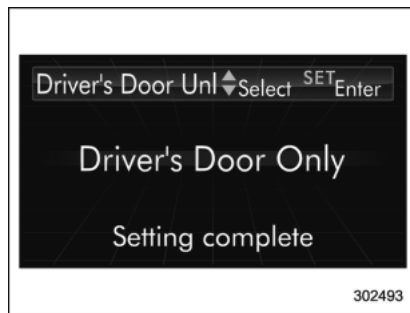 Driver's Door Unl Select SET Enter
Driver's Door Only
Setting complete
302493